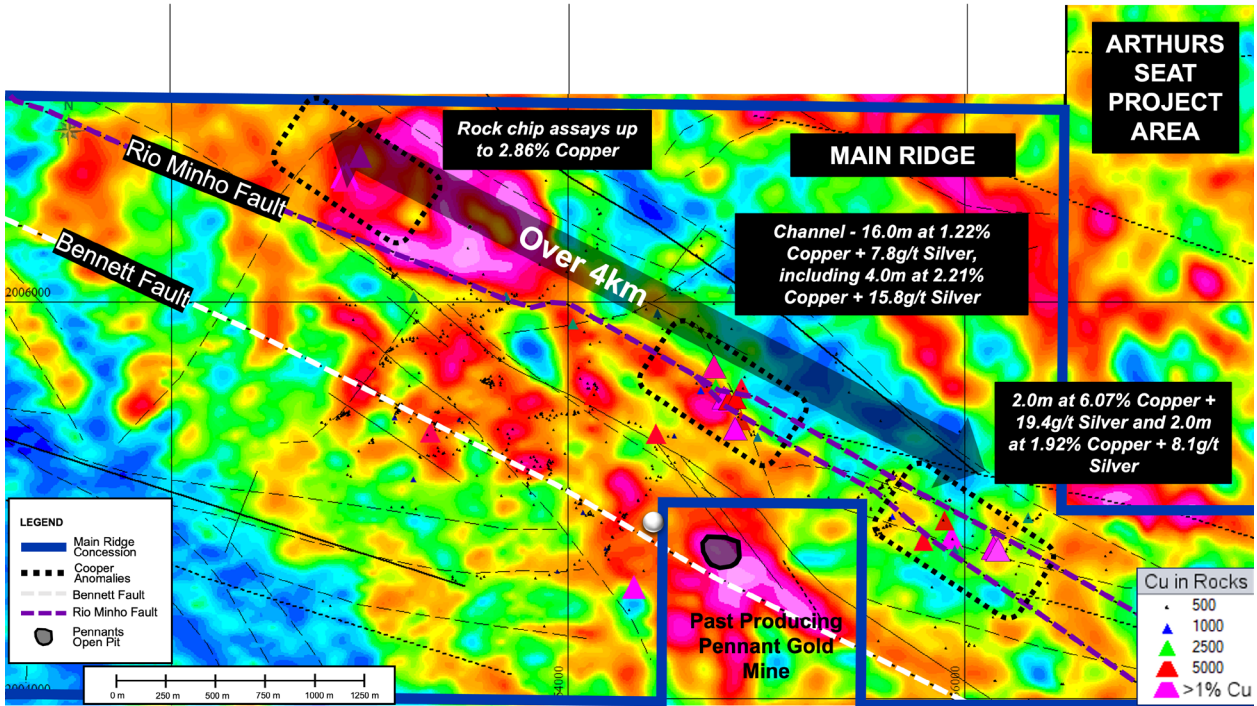 ARTHURS
SEAT
PROJECT
AREA
Rock chip assays up
to 2.86% Copper
MAIN RIDGE
N
Rio Minho Fault
Bennett Fault
Over 4km
Channel - 16.0m at 1.22%
Copper + 7.8g/t Silver,
including 4.0m at 2.21%
Copper + 15.8g/t Silver
2006000
2.0m at 6.07% Copper +
19.4g/t Silver and 2.0m
at 1.92% Copper + 8.1g/t
Silver
LEGEND
Main Ridge
Concession
Cooper
Anomalies
Bennett Fault
Rio Minho Fault
Pennants
Open Pit
Past Producing
Pennant Gold
Mine
Cu in Rocks
500
1000
2500
5000
>1% Cu
0 m
250 m
500 m
750 m
1000 m
1250 m